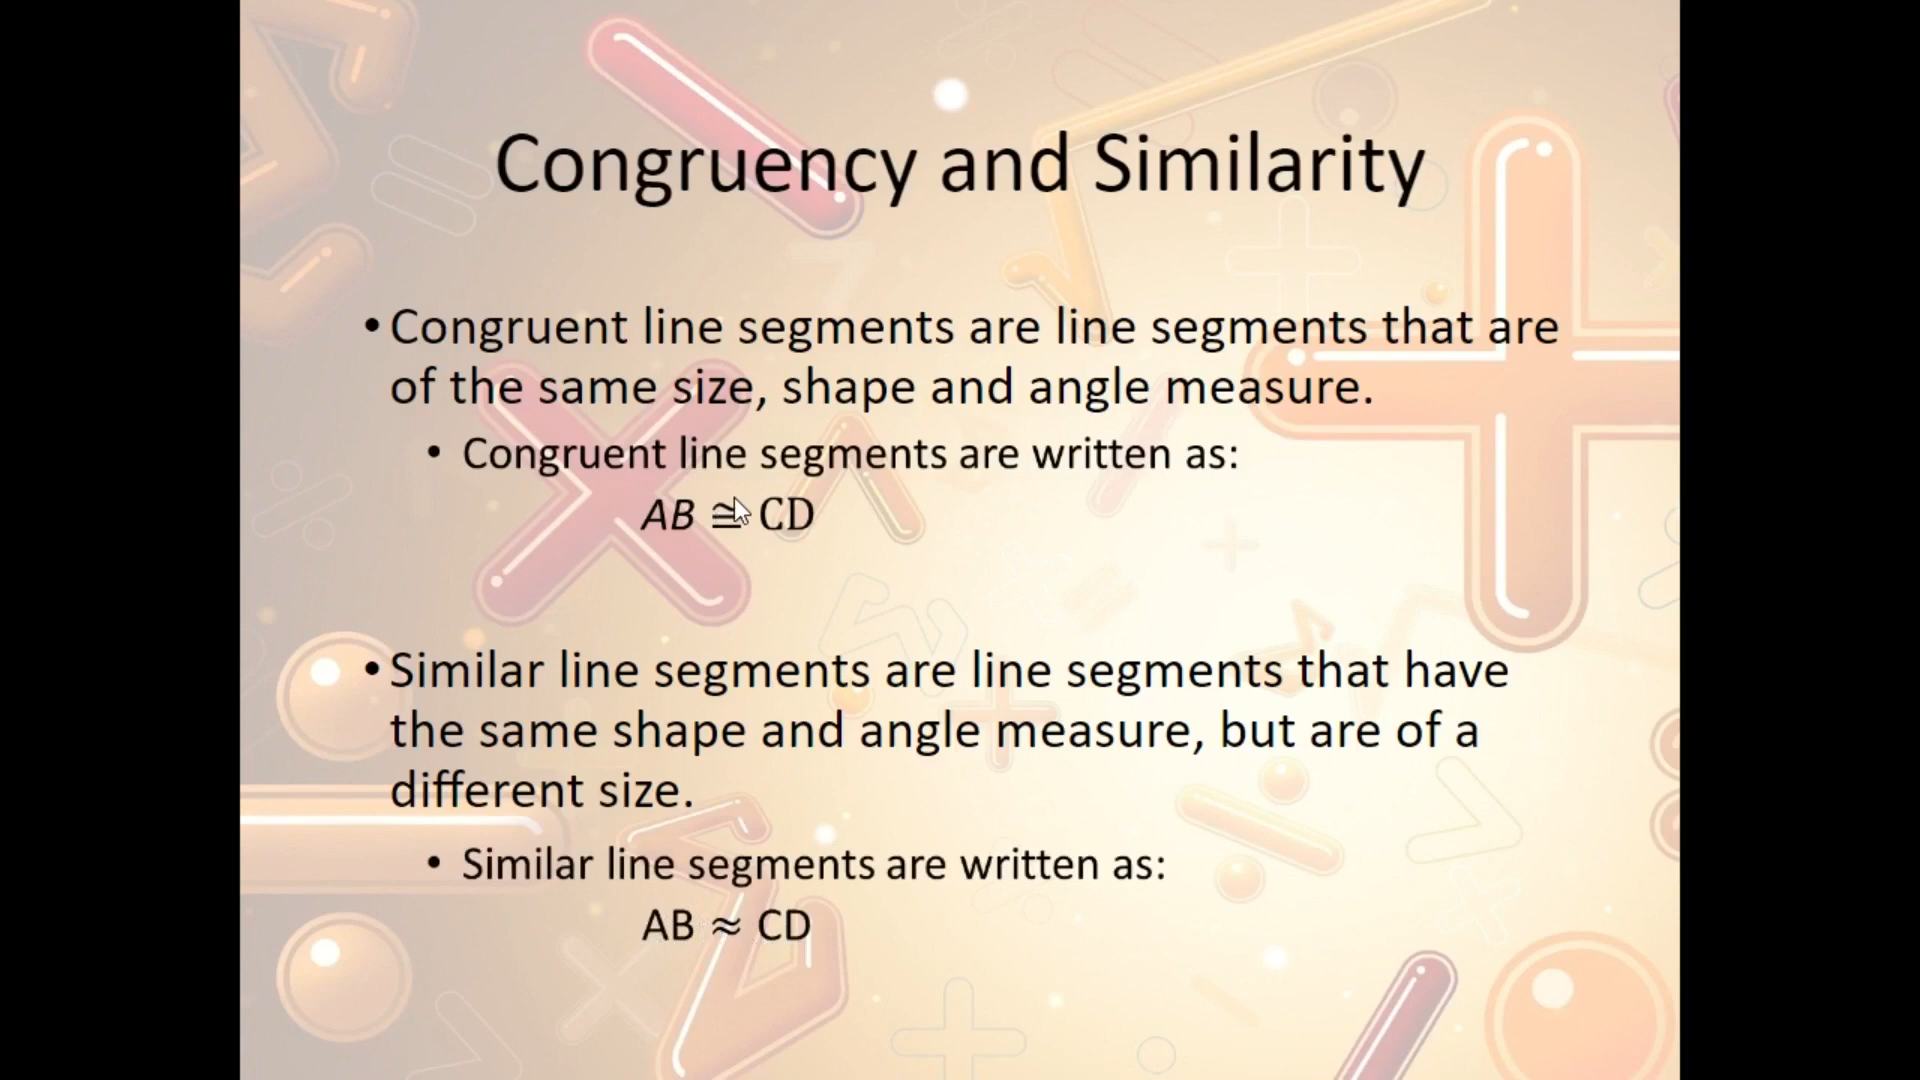 Congruency and Similarity
• Congruent line segments are line segments that are
of the same size, shape and angle measure.
• Congruent line segments are written as:
AB ≅ CD
• Similar line segments are line segments that have
the same shape and angle measure, but are of a
different size.
• Similar line segments are written as:
AB ≈ CD